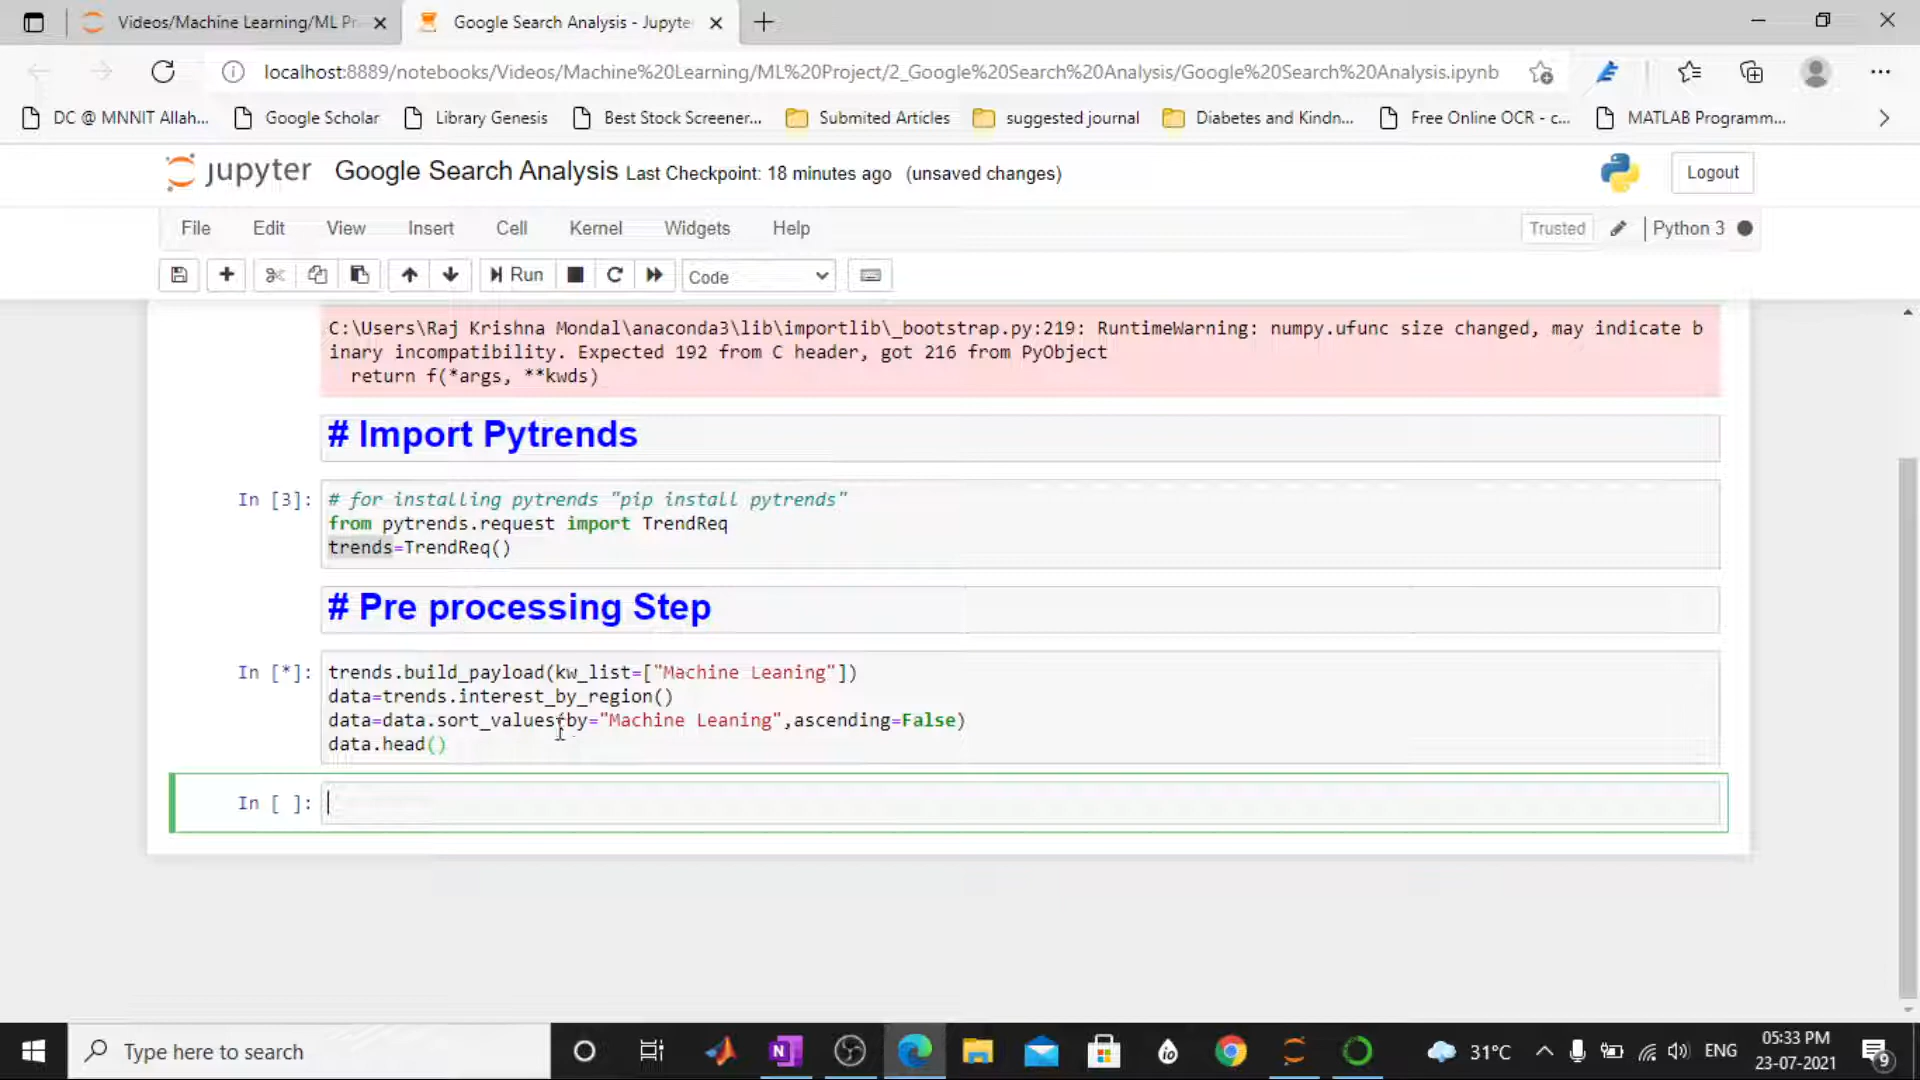 Videos/Machine Learning/ML Pr
Google Search Analysis - Jupyte
localhost:8889/notebooks/Videos/Machine%20Learning/ML%20Project/2_Google%20Search%20Analysis/Google%20Search%20Analysis.ipynb
DC @ MNNIT Allah... Google Scholar Library Genesis Best Stock Screener... Submited Articles suggested journal Diabetes and Kindn... Free Online OCR - c... MATLAB Programm...
jupyter Google Search Analysis Last Checkpoint: 18 minutes ago (unsaved changes) Logout
File Edit View Insert Cell Kernel Widgets Help Trusted Python 3
Run Code
C:\Users\Raj Krishna Mondal\anaconda3\lib\importlib\_bootstrap.py:219: RuntimeWarning: numpy.ufunc size changed, may indicate b
inary incompatibility. Expected 192 from C header, got 216 from PyObject
return f(*args, **kwds)
# Import Pytrends
In [3]: # for installing pytrends "pip install pytrends"
from pytrends.request import TrendReq
trends=TrendReq()
# Pre processing Step
In [*]: trends.build_payload(kw_list=["Machine Leaning"])
data=trends.interest_by_region()
data=data.sort_values(by="Machine Leaning",ascending=False)
data.head()
In [ ]:
Type here to search
N
io
31°C
ENG
05:33 PM
23-07-2021
9